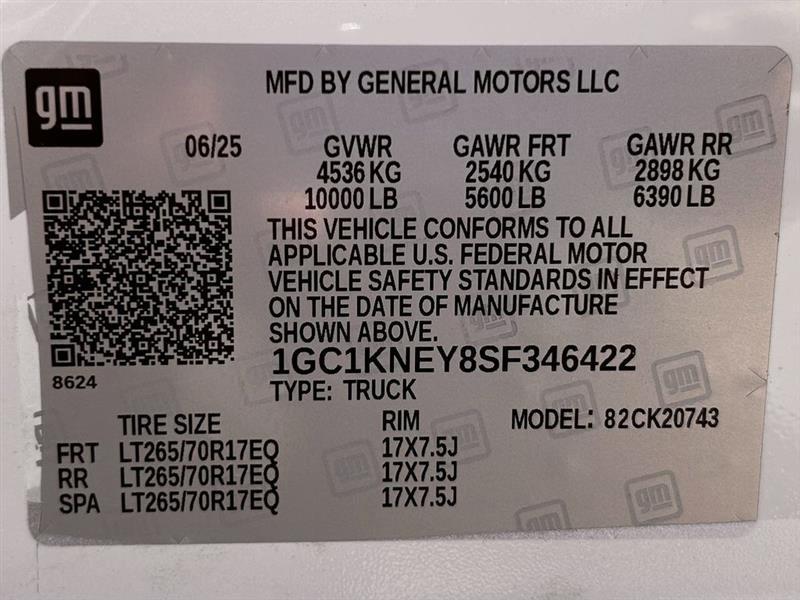 gm
MFD BY GENERAL MOTORS LLC
06/25 GVWR GAWR FRT GAWR RR
4536 KG 2540 KG 2898 KG
10000 LB 5600 LB 6390 LB
THIS VEHICLE CONFORMS TO ALL
APPLICABLE U.S. FEDERAL MOTOR
VEHICLE SAFETY STANDARDS IN EFFECT
ON THE DATE OF MANUFACTURE
SHOWN ABOVE.
1GC1KNEY8SF346422
8624
TYPE: TRUCK
TIRE SIZE RIM MODEL: 82CK20743
FRT LT265/70R17EQ 17X7.5J
RR LT265/70R17EQ 17X7.5J
SPA LT265/70R17EQ 17X7.5J